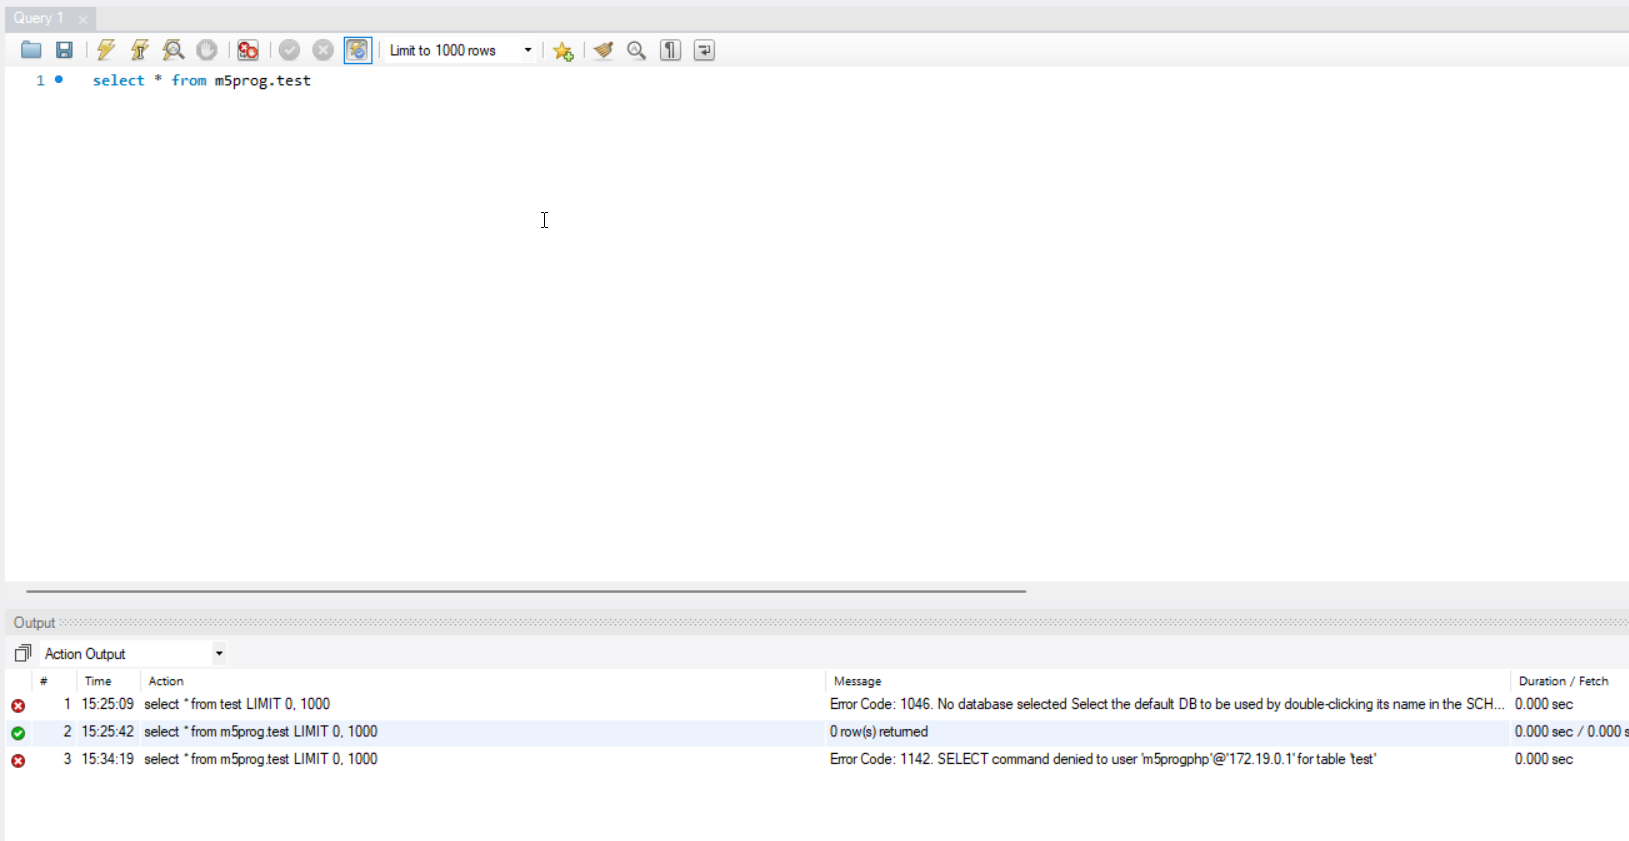 Query 1
Limit to 1000 rows
1 select * from m5prog.test
Output
Action Output
# Time Action Message Duration / Fetch
1 15:25:09 select * from test LIMIT 0, 1000 Error Code: 1046. No database selected Select the default DB to be used by double-clicking its name in the SCH... 0.000 sec
2 15:25:42 select * from m5prog.test LIMIT 0, 1000 0 row(s) returned 0.000 sec / 0.000 s
3 15:34:19 select * from m5prog.test LIMIT 0, 1000 Error Code: 1142. SELECT command denied to user 'm5progphp'@'172.19.0.1' for table 'test' 0.000 sec